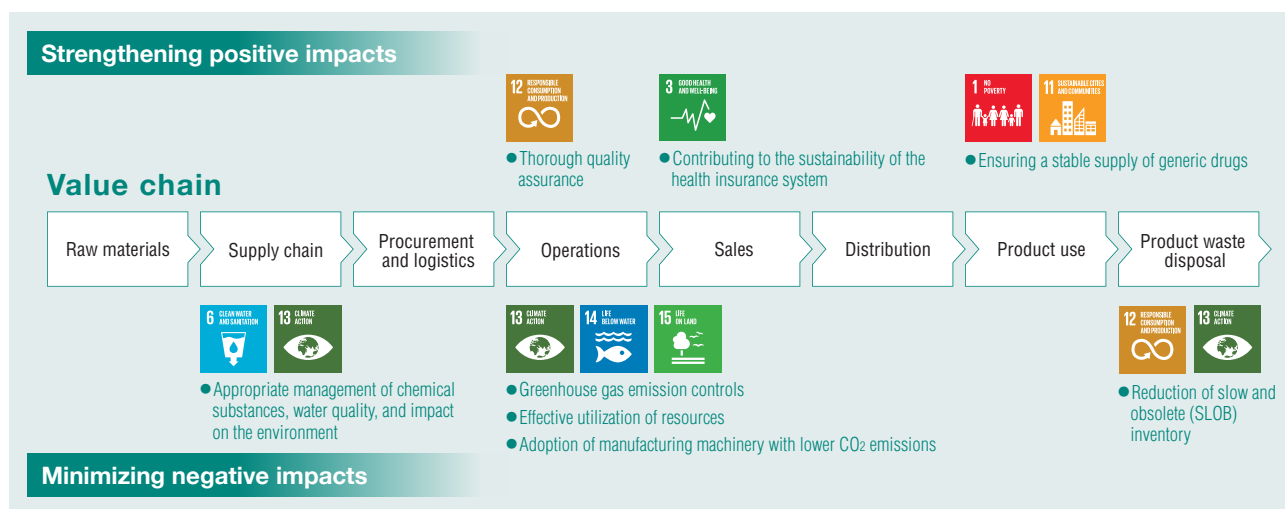 Strengthening positive impacts
12 RESPONSIBLE
CONSUMPTION
AND PRODUCTION
3 GOOD HEALTH
AND WELL-BEING
1 NO
POVERTY
11 SUSTAINABLE CITIES
AND COMMUNITIES
●Thorough quality
assurance
●Contributing to the sustainability of the
health insurance system
●Ensuring a stable supply of generic drugs
Value chain
Raw materials
Supply chain
Procurement
and logistics
Operations
Sales
Distribution
Product use
Product waste
disposal
6 CLEAN WATER
AND SANITATION
13 CLIMATE
ACTION
13 CLIMATE
ACTION
14 LIFE
BELOW WATER
15 LIFE
ON LAND
12 RESPONSIBLE
CONSUMPTION
AND PRODUCTION
13 CLIMATE
ACTION
●Appropriate management of chemical
substances, water quality, and impact
on the environment
●Greenhouse gas emission controls
●Effective utilization of resources
●Adoption of manufacturing machinery with lower CO2 emissions
●Reduction of slow and
obsolete (SLOB)
inventory
Minimizing negative impacts